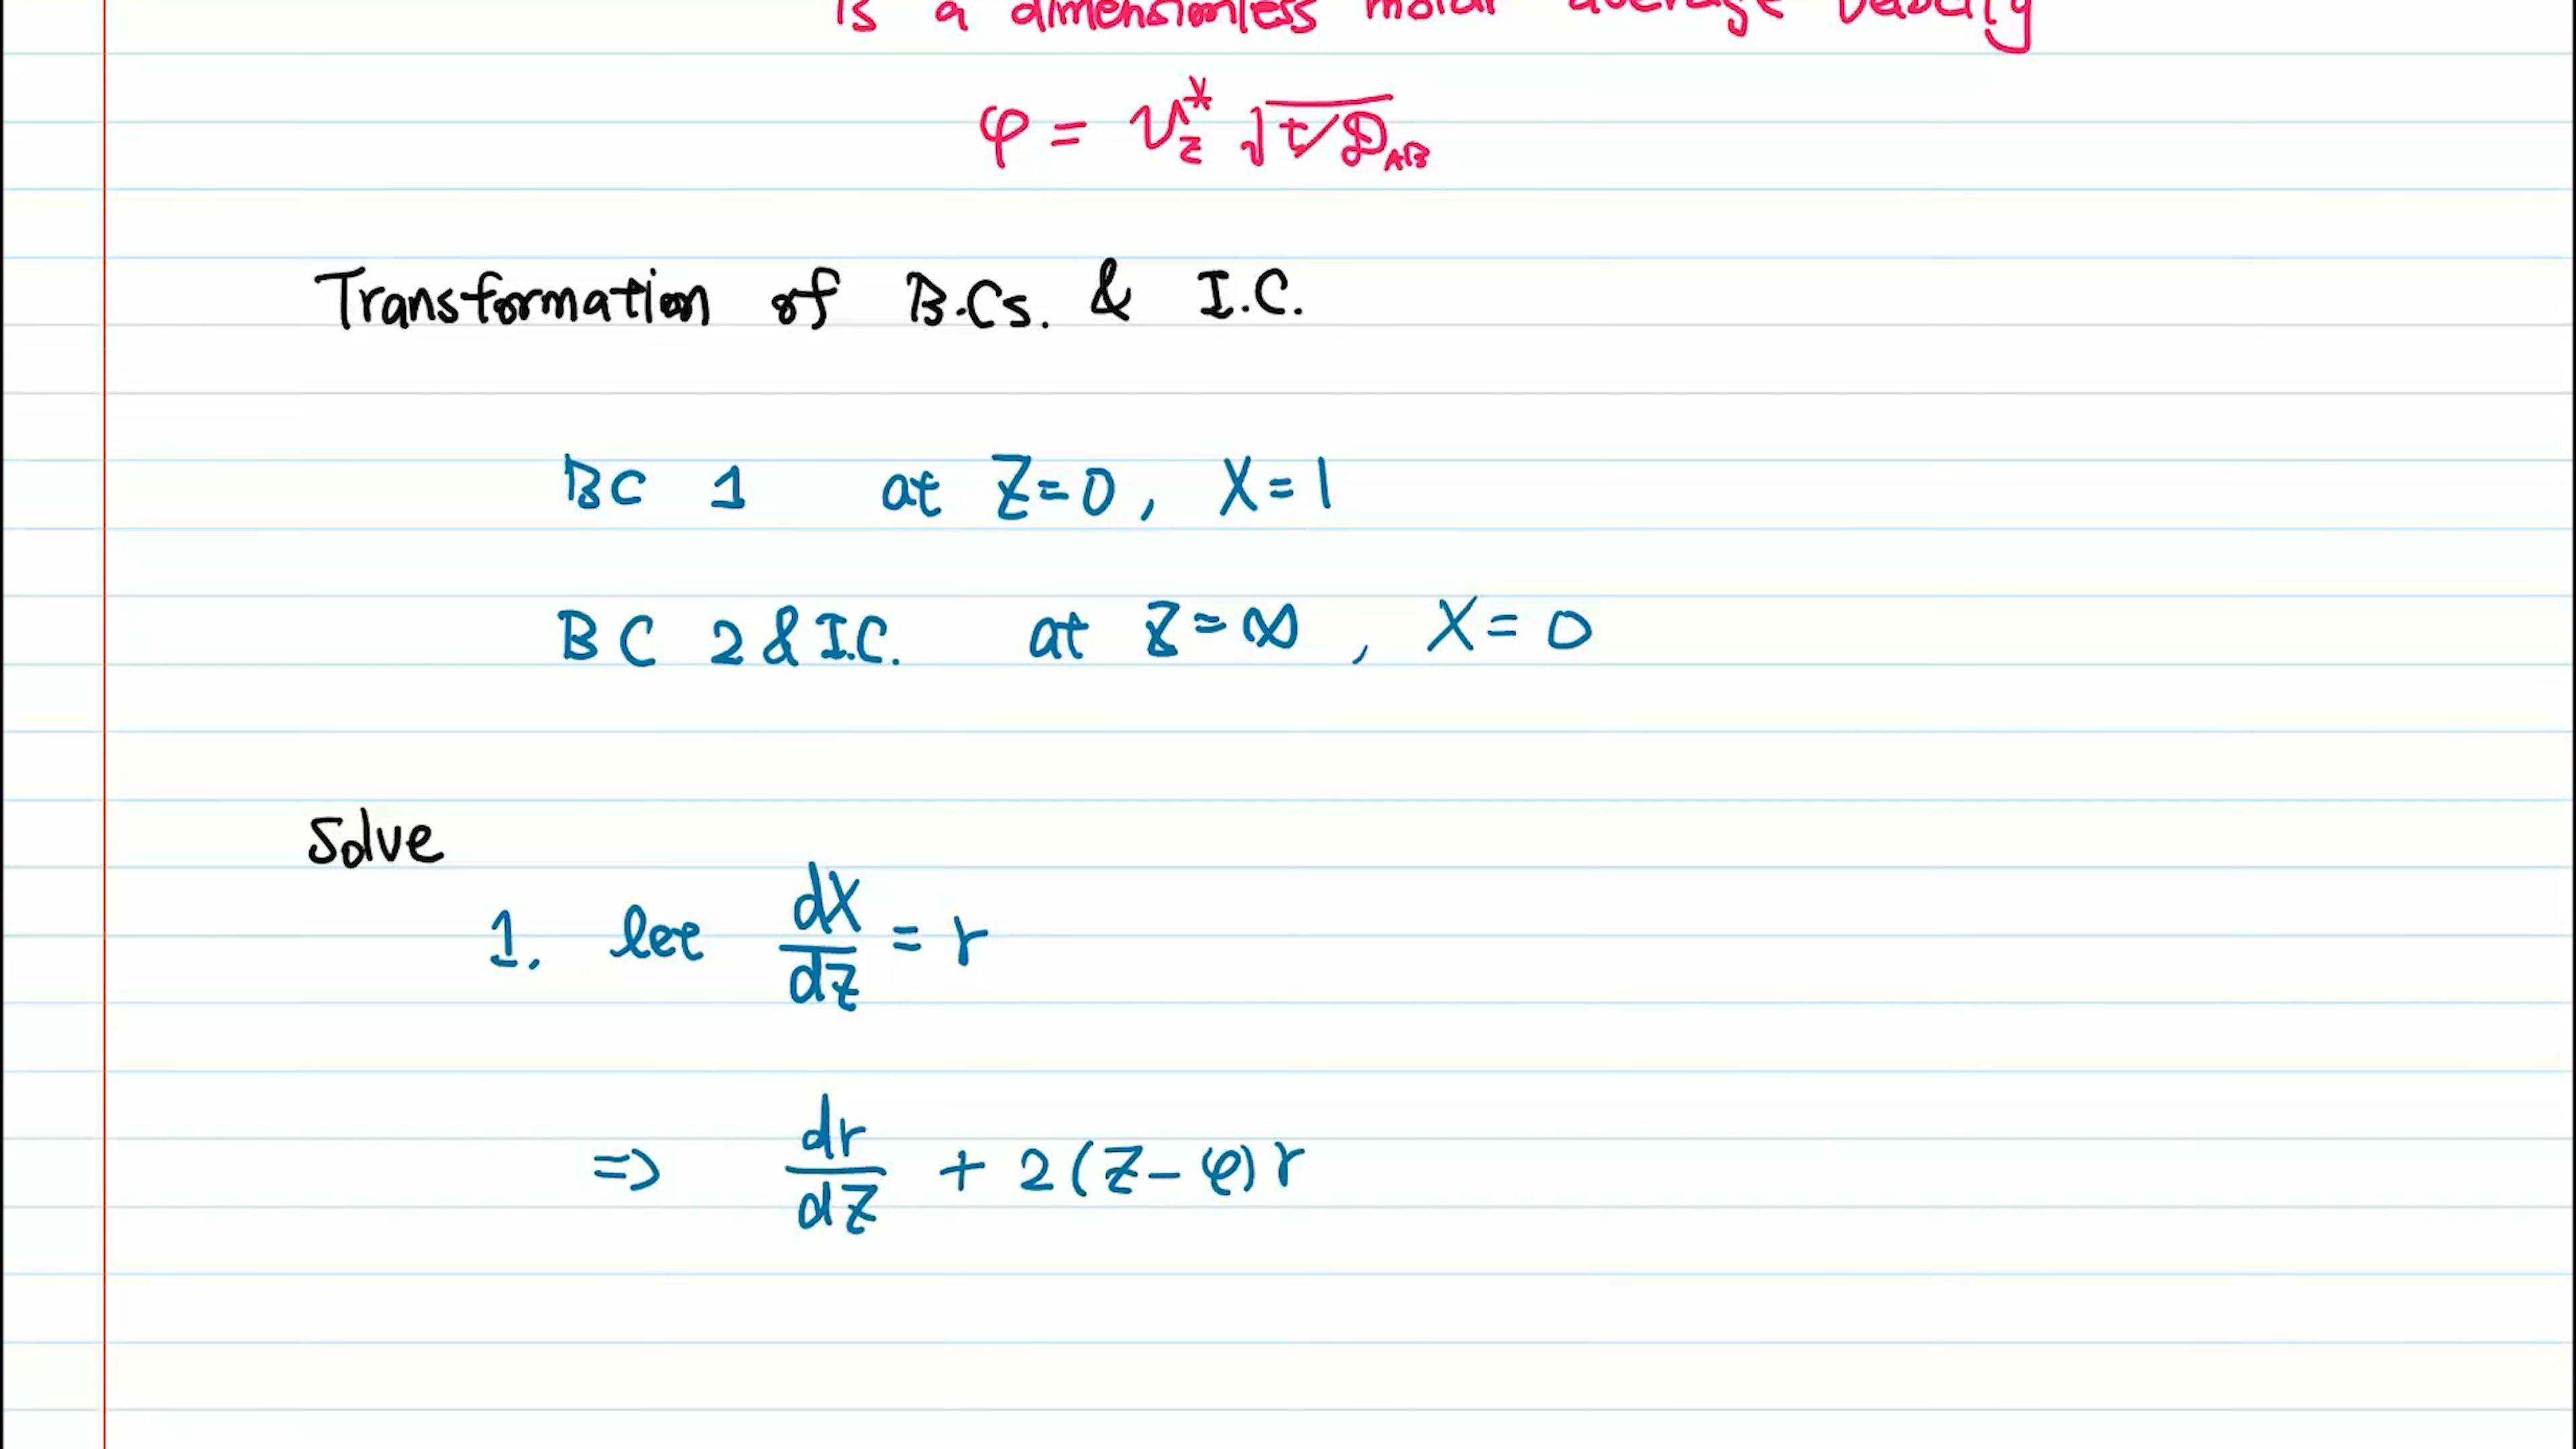 is a dimensionless molar average velocity
φ = v_z^* √(t/𝒟_AB)
Transformation of B.Cs. & I.C.
BC 1 at Z=0, X=1
BC 2 & I.C. at Z=∞, X=0
Solve
1. let dX/dZ = r
=> dr/dZ + 2(Z-φ)r